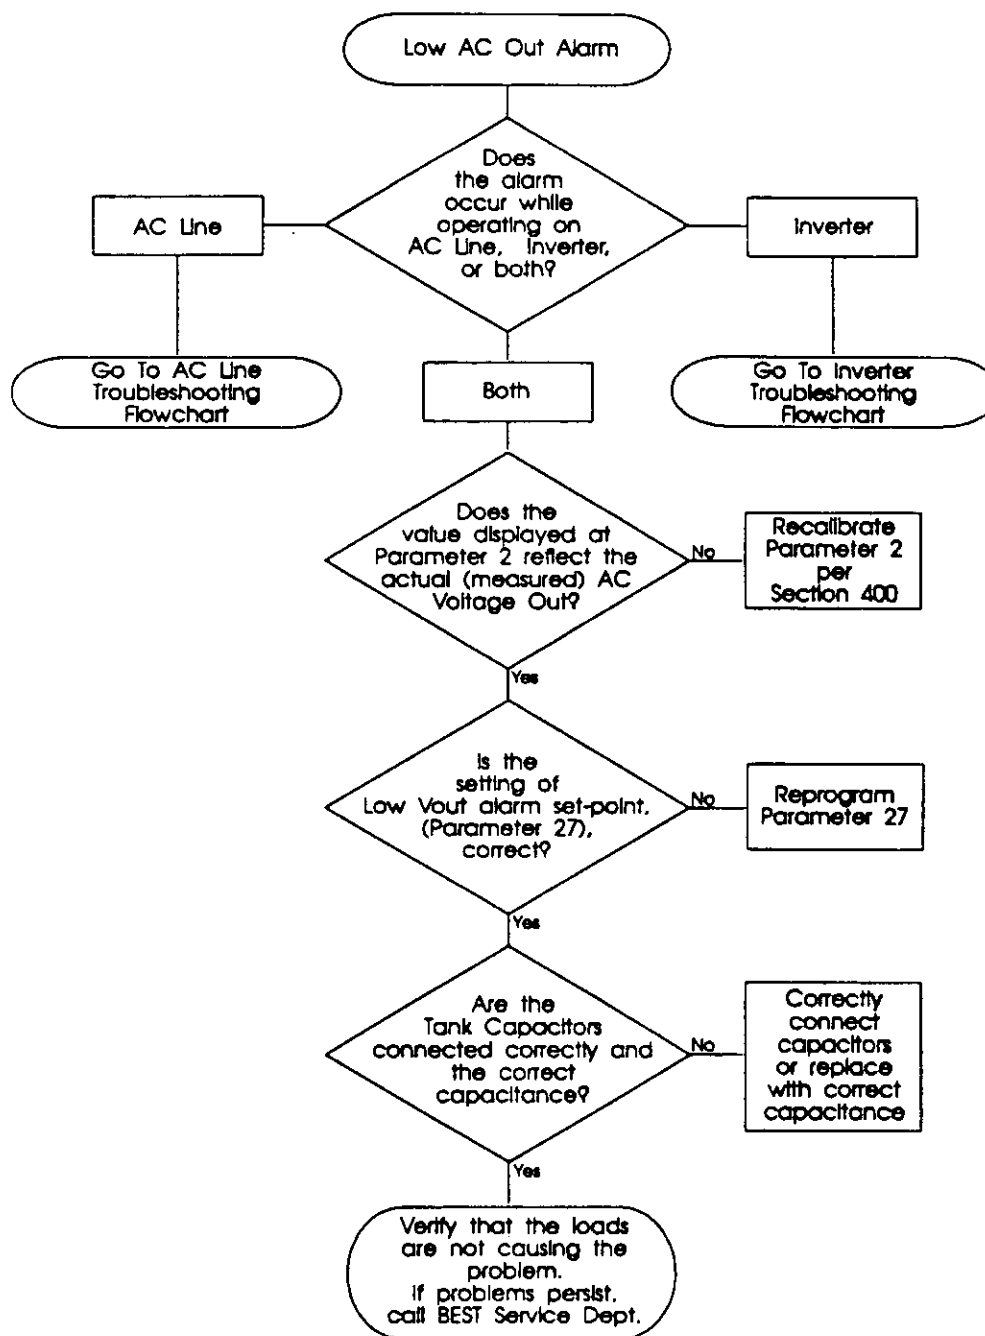 Low AC Out Alarm
Does
the alarm
occur while
operating on
AC Line, Inverter,
or both?
AC Line
Inverter
Go To AC Line
Troubleshooting
Flowchart
Both
Go To Inverter
Troubleshooting
Flowchart
Does the
value displayed at
Parameter 2 reflect the
actual (measured) AC
Voltage Out?
No
Recalibrate
Parameter 2
per
Section 400
Yes
Is the
setting of
Low Vout alarm set-point,
(Parameter 27),
correct?
No
Reprogram
Parameter 27
Yes
Are the
Tank Capacitors
connected correctly and
the correct
capacitance?
No
Correctly
connect
capacitors
or replace
with correct
capacitance
Yes
Verify that the loads
are not causing the
problem.
If problems persist,
call BEST Service Dept.